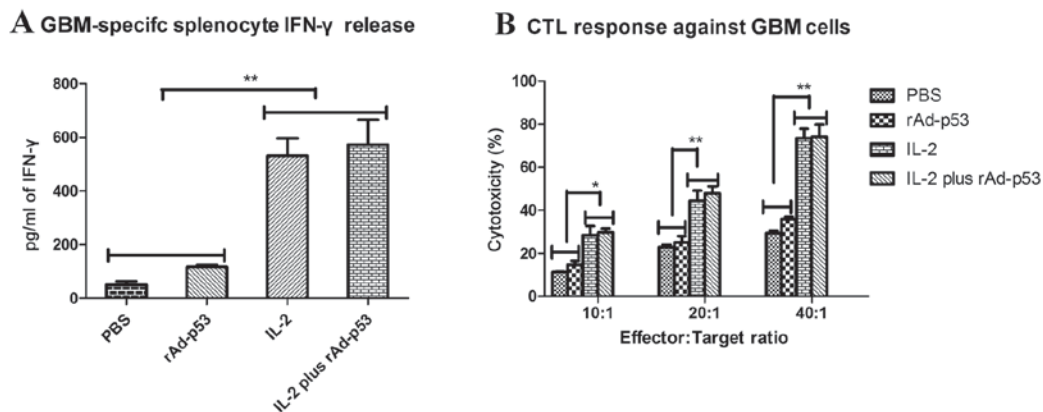 A GBM-specifc splenocyte IFN-γ release
**
800
600
400
200
0
pg/ml of IFN-γ
PBS
rAd-p53
IL-2
IL-2 plus rAd-p53
B CTL response against GBM cells
100
80
60
40
20
0
Cytotoxicity (%)
*
**
**
10:1
20:1
40:1
Effector:Target ratio
PBS
rAd-p53
IL-2
IL-2 plus rAd-p53